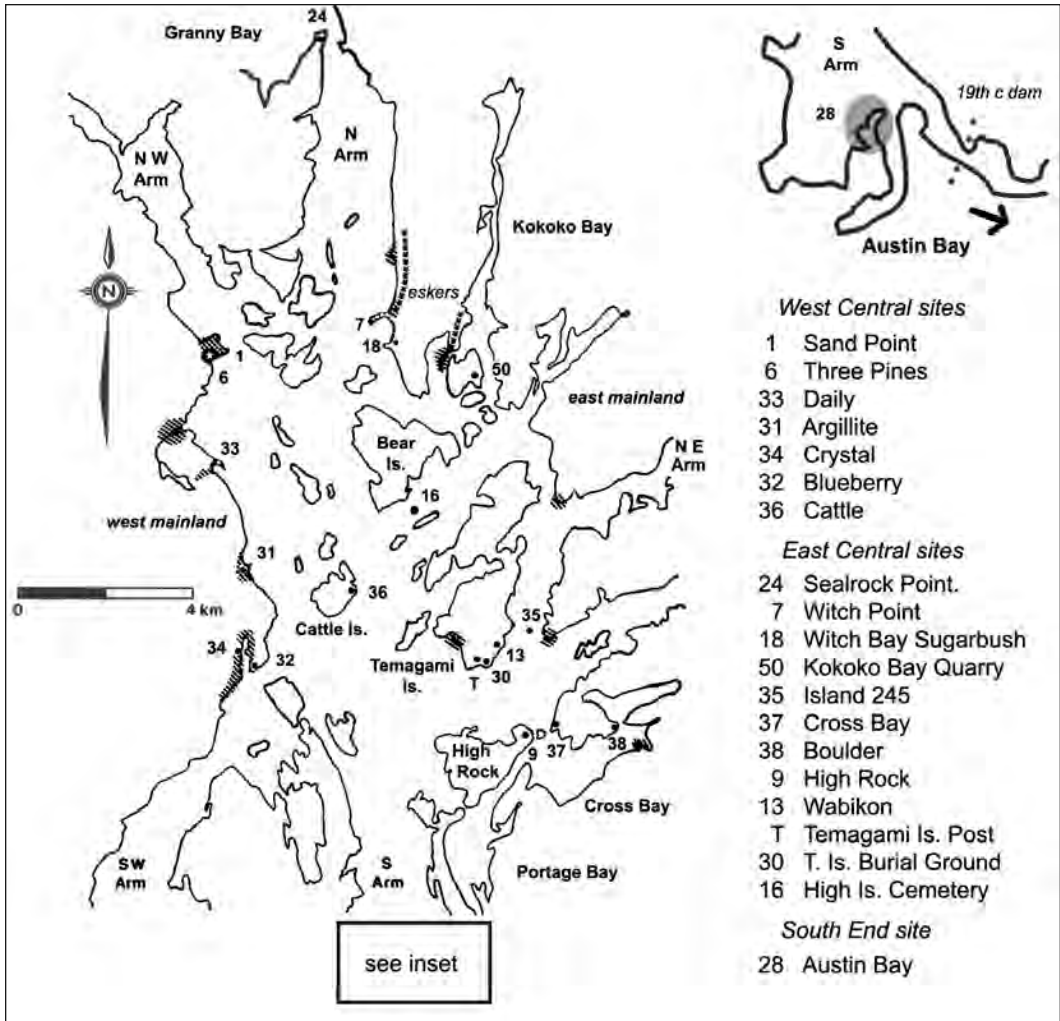 24
Granny Bay
N W
Arm
N
Arm
Kokoko Bay
N
eskers
7
18
1
6
50
east mainland
Bear
Is.
N E
Arm
33
16
west mainland
31
0
4 km
36
Cattle Is.
35
34
32
13
30
Temagami
Is.
T
High
Rock
9
37
38
Cross Bay
S W
Arm
S
Arm
Portage Bay
see inset
S
Arm
28
19th c dam
Austin Bay
West Central sites
1 Sand Point
6 Three Pines
33 Daily
31 Argillite
34 Crystal
32 Blueberry
36 Cattle
East Central sites
24 Sealrock Point.
7 Witch Point
18 Witch Bay Sugarbush
50 Kokoko Bay Quarry
35 Island 245
37 Cross Bay
38 Boulder
9 High Rock
13 Wabikon
T Temagami Is. Post
30 T. Is. Burial Ground
16 High Is. Cemetery
South End site
28 Austin Bay